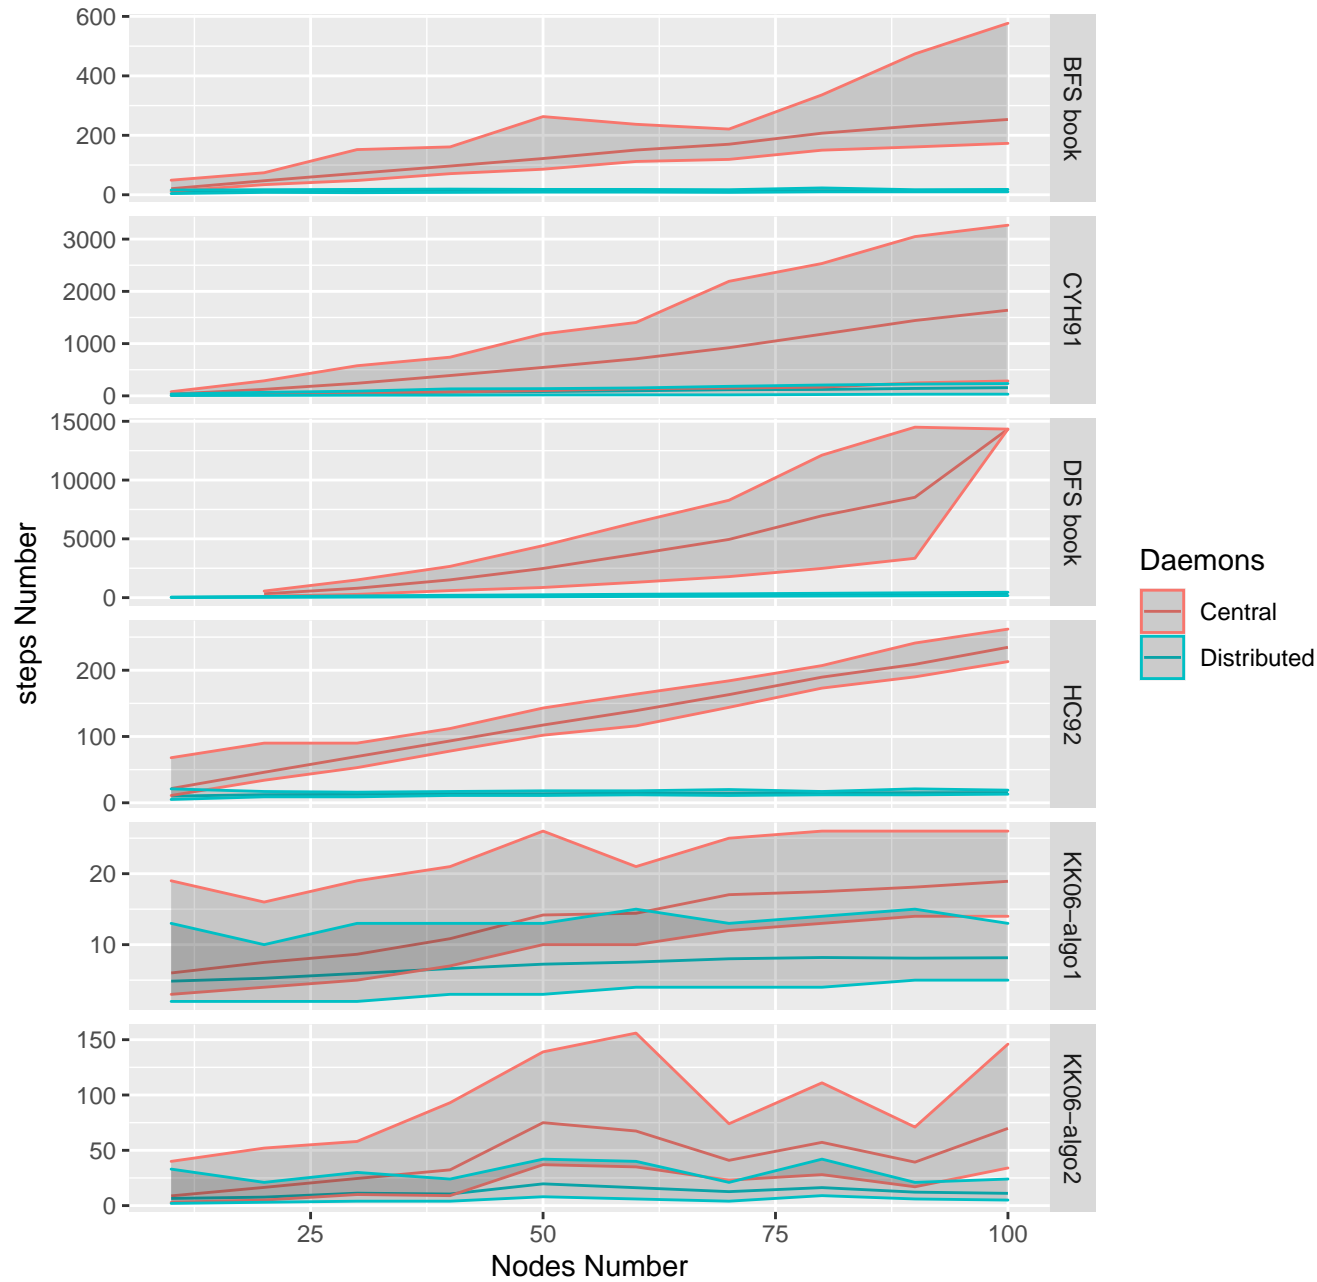 600
400
200
0
BFS book
3000
2000
1000
0
CYH91
15000
10000
5000
0
DFS book
200
100
0
HC92
20
10
KK06−algo1
150
100
50
0
KK06−algo2
25
50
75
100
Nodes Number
steps Number
Daemons
Central
Distributed